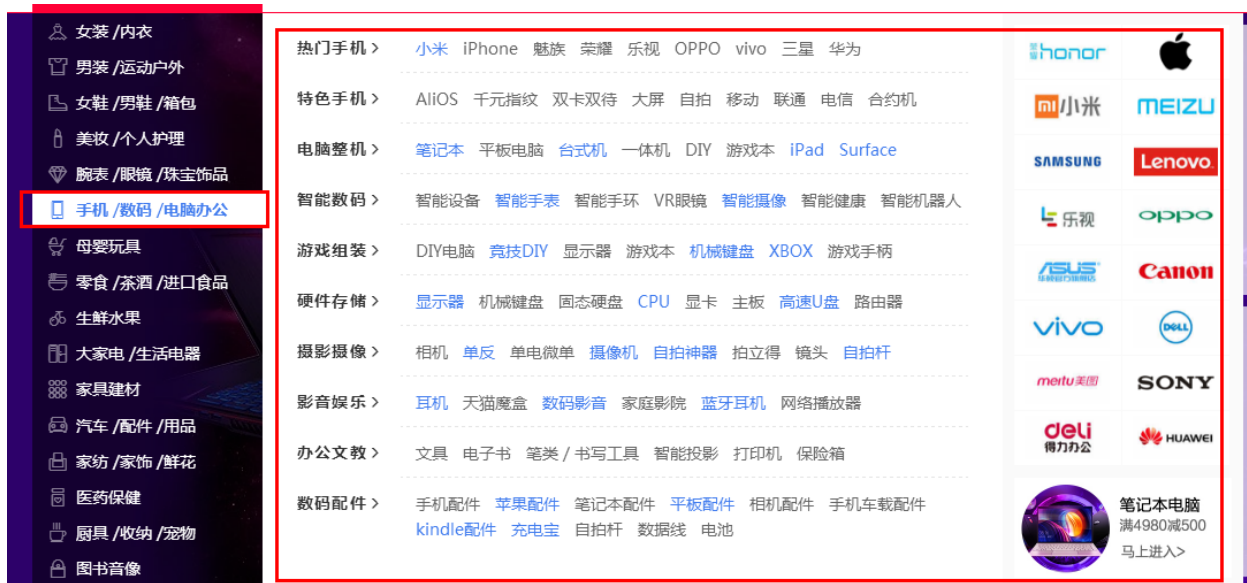 女装 /内衣
男装 /运动户外
女鞋 /男鞋 /箱包
美妆 /个人护理
腕表 /眼镜 /珠宝饰品
手机 /数码 /电脑办公
母婴玩具
零食 /茶酒 /进口食品
生鲜水果
大家电 /生活电器
家具建材
汽车 /配件 /用品
家纺 /家饰 /鲜花
医药保健
厨具 /收纳 /宠物
图书音像
热门手机 > 小米 iPhone 魅族 荣耀 乐视 OPPO vivo 三星 华为
特色手机 > AliOS 千元指纹 双卡双待 大屏 自拍 移动 联通 电信 合约机
电脑整机 > 笔记本 平板电脑 台式机 一体机 DIY 游戏本 iPad Surface
智能数码 > 智能设备 智能手表 智能手环 VR眼镜 智能摄像 智能健康 智能机器人
游戏组装 > DIY电脑 竞技DIY 显示器 游戏本 机械键盘 XBOX 游戏手柄
硬件存储 > 显示器 机械键盘 固态硬盘 CPU 显卡 主板 高速U盘 路由器
摄影摄像 > 相机 单反 单电微单 摄像机 自拍神器 拍立得 镜头 自拍杆
影音娱乐 > 耳机 天猫魔盒 数码影音 家庭影院 蓝牙耳机 网络播放器
办公文教 > 文具 电子书 笔类 / 书写工具 智能投影 打印机 保险箱
数码配件 > 手机配件 苹果配件 笔记本配件 平板配件 相机配件 手机车载配件
kindle配件 充电宝 自拍杆 数据线 电池
荣耀 honor
小米 MEIZU
SAMSUNG Lenovo
乐视 oppo
ASUS Canon
vivo DELL
meitu 美图 SONY
deli 得力办公 HUAWEI
笔记本电脑
满4980减500
马上进入>